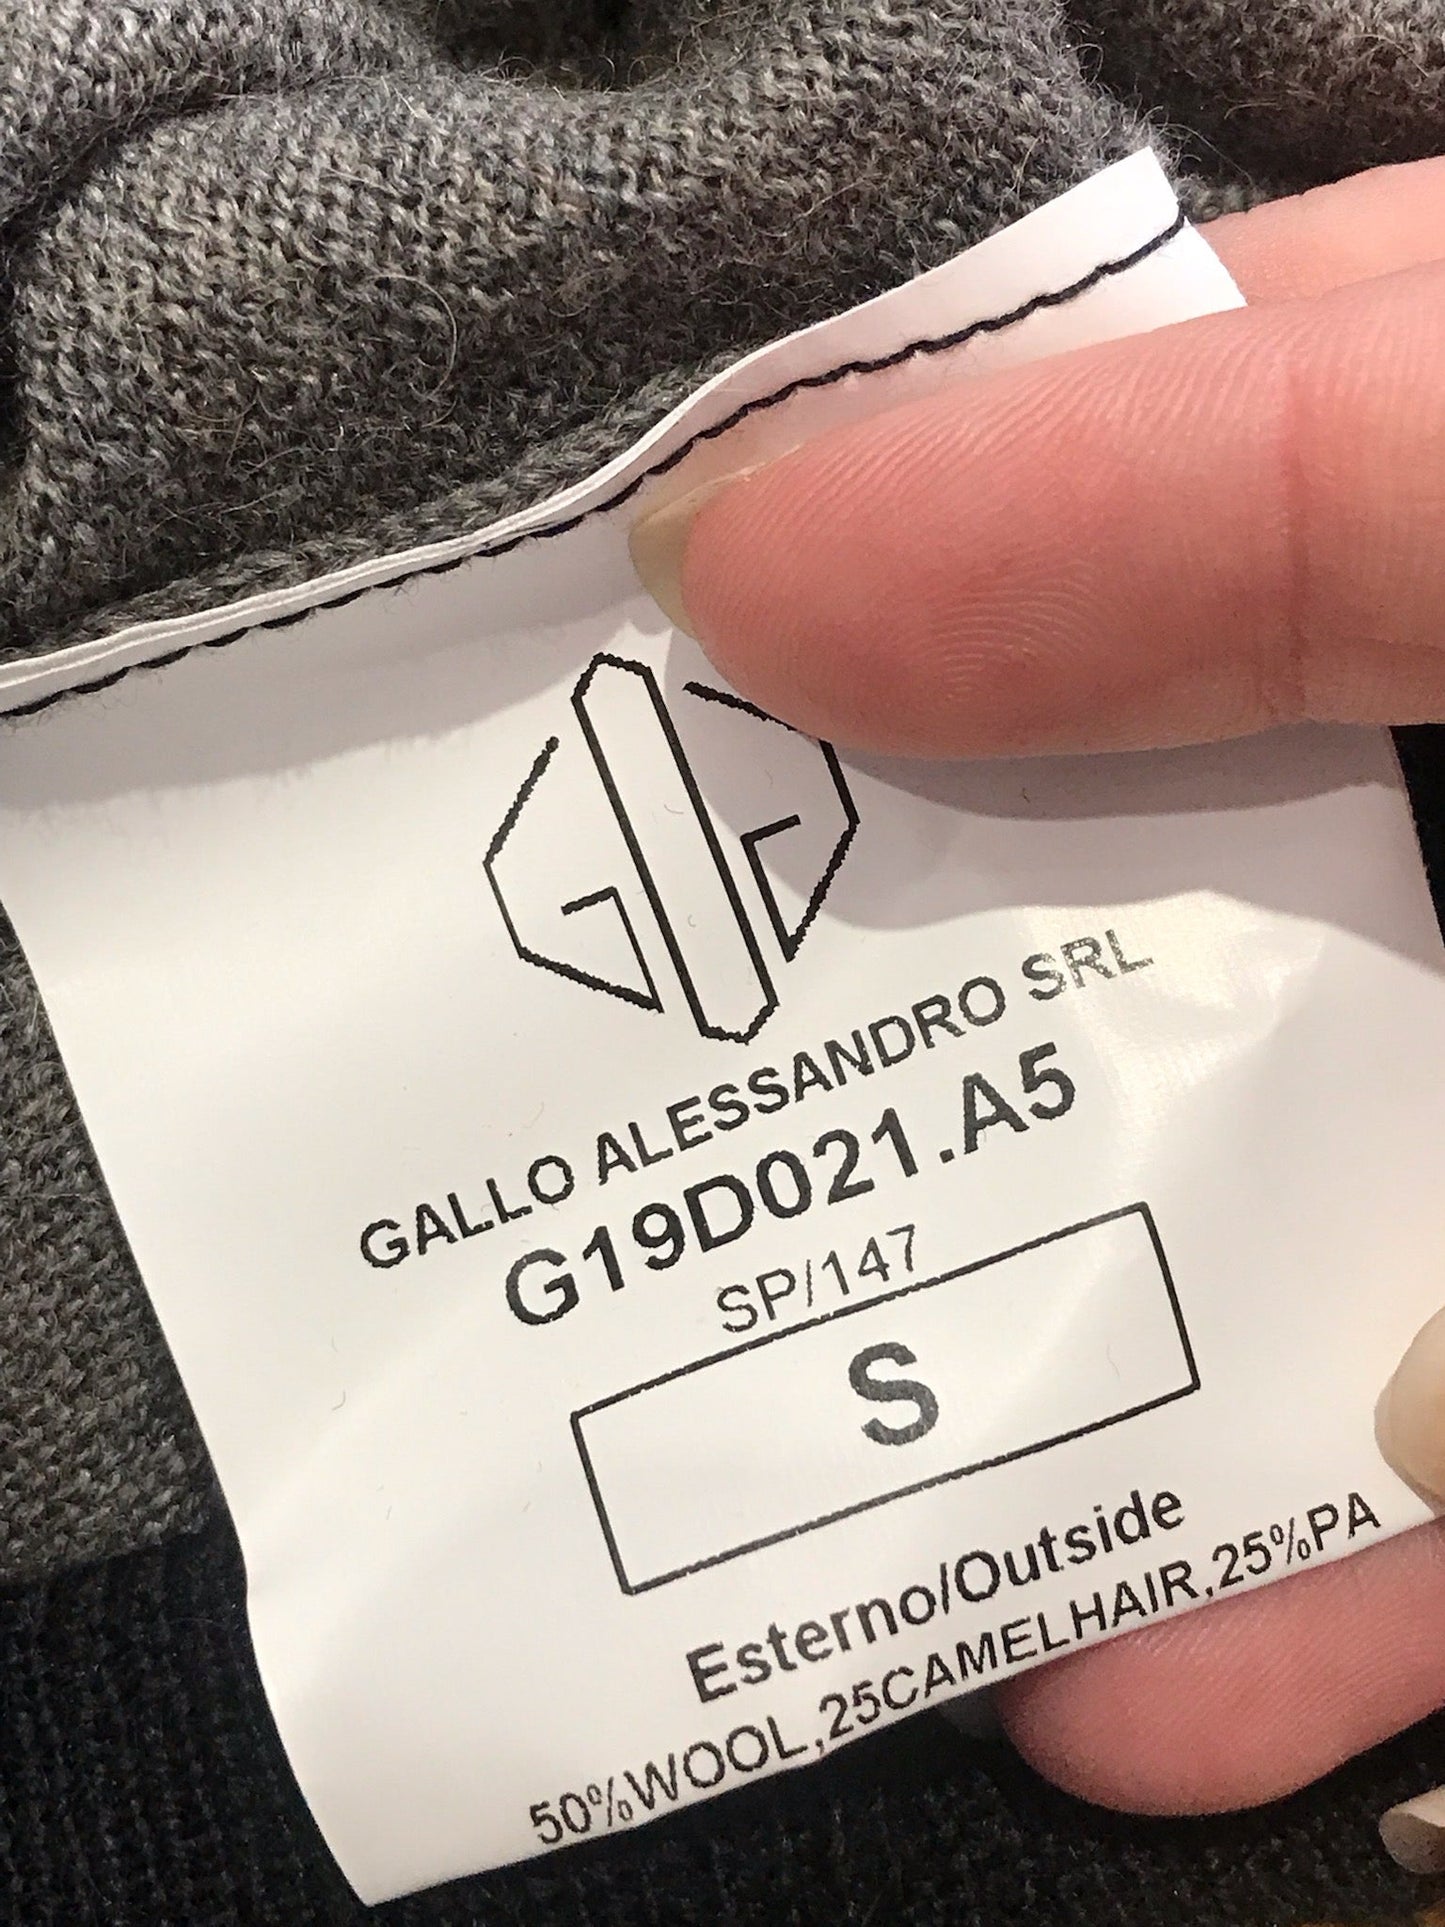 GALLO ALESSANDRO SRL
G19D021.A5
SP/147
S
Esterno/Outside
50%WOOL,25CAMELHAIR,25%PA